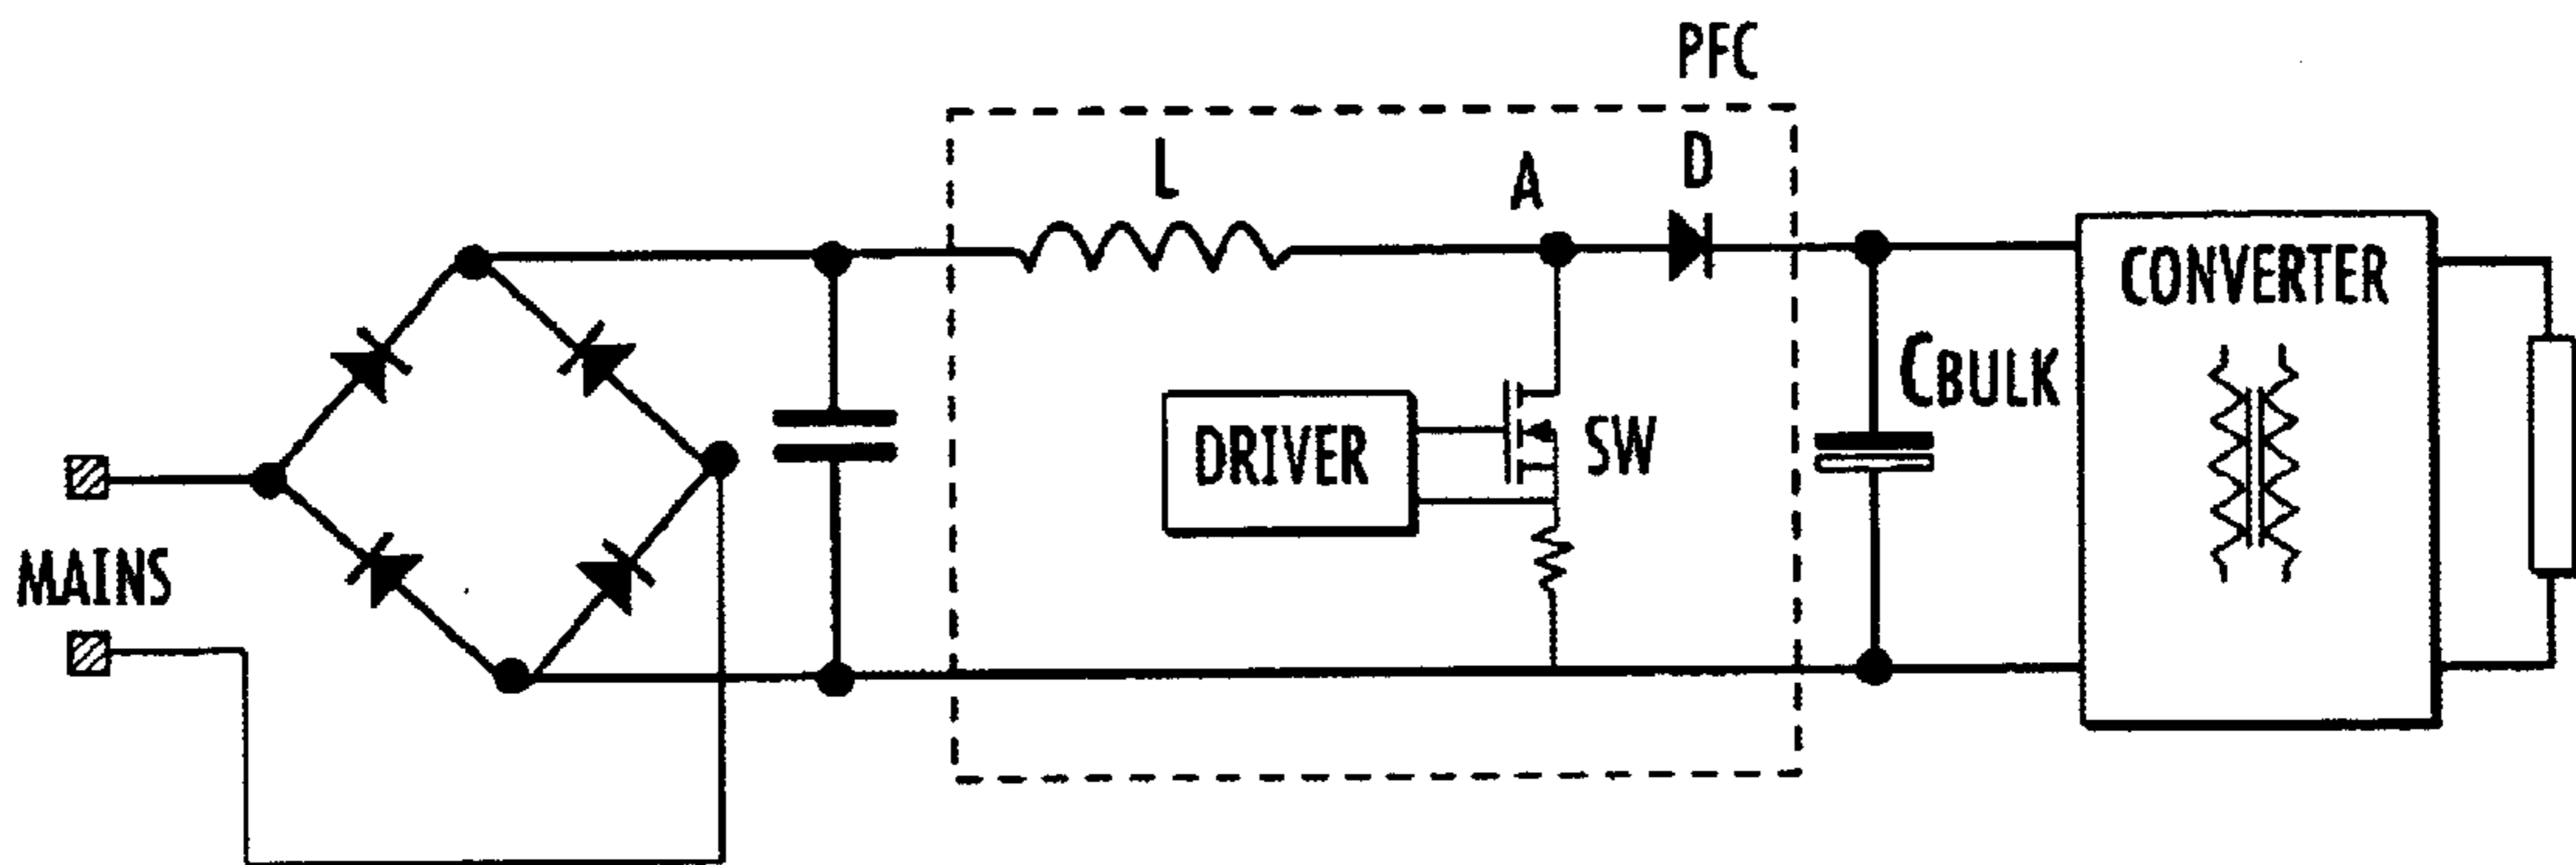 PFC
L
A
D
CONVERTER
CBULK
DRIVER
SW
MAINS